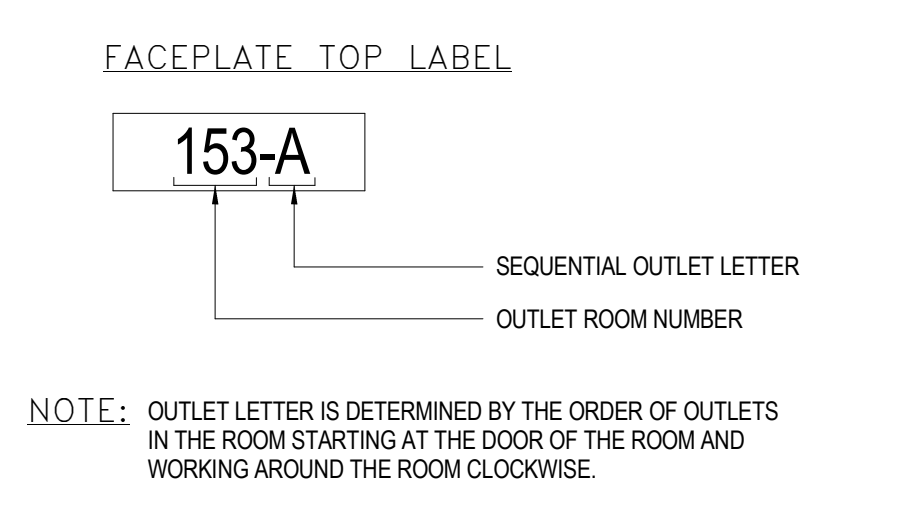 FACEPLATE TOP LABEL
153-A
SEQUENTIAL OUTLET LETTER
OUTLET ROOM NUMBER
NOTE: OUTLET LETTER IS DETERMINED BY THE ORDER OF OUTLETS
IN THE ROOM STARTING AT THE DOOR OF THE ROOM AND
WORKING AROUND THE ROOM CLOCKWISE.